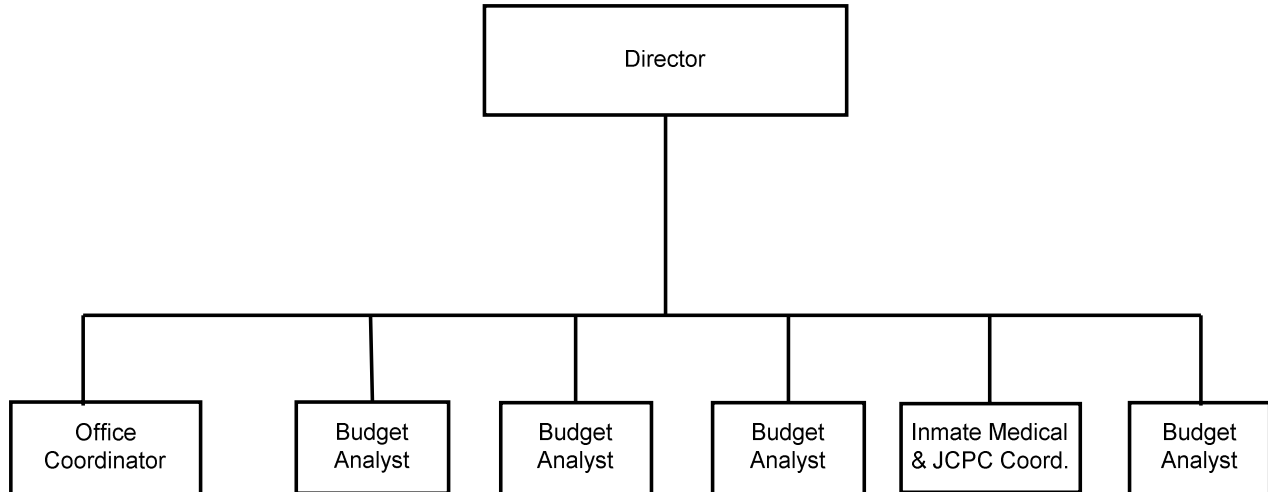 Director
Office
Coordinator
Budget
Analyst
Budget
Analyst
Budget
Analyst
Inmate Medical
& JCPC Coord.
Budget
Analyst